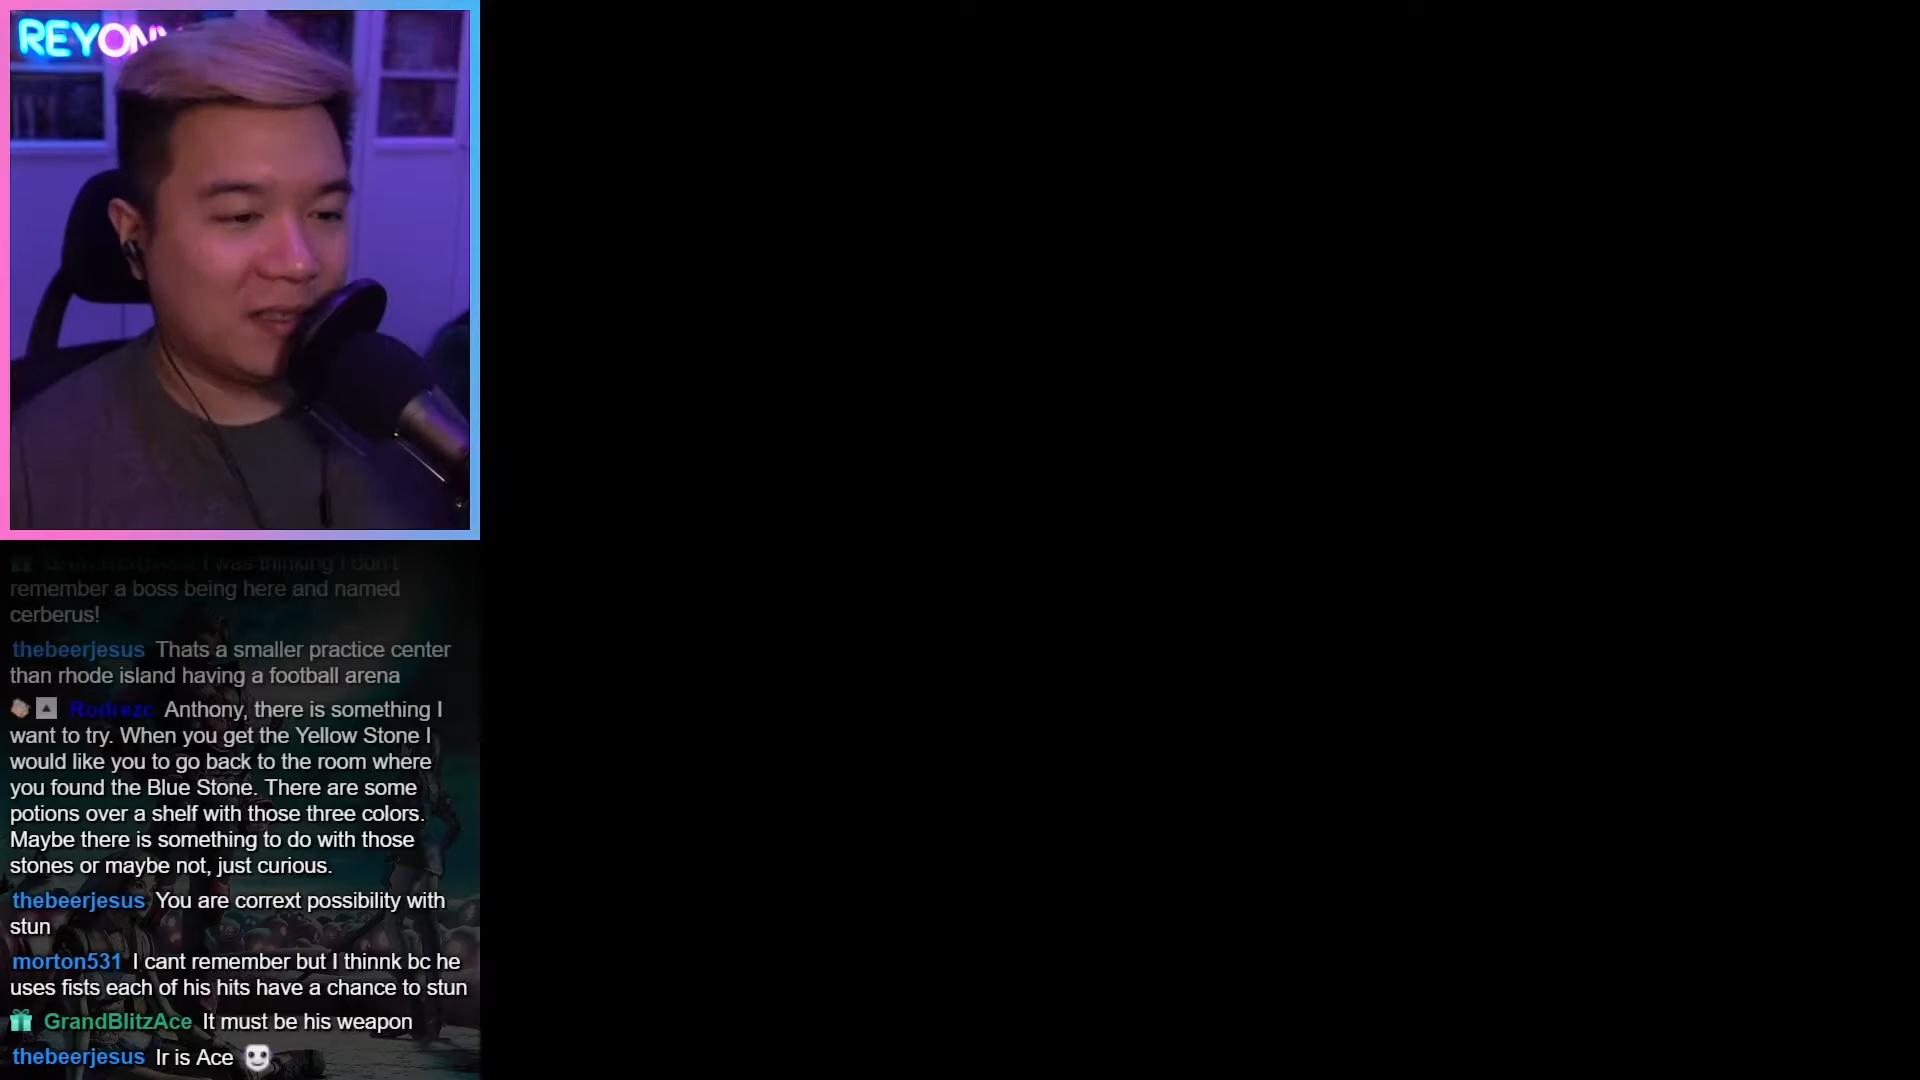 REYON
I was thinking I don't
remember a boss being here and named
cerberus!
thebeerjesus Thats a smaller practice center
than rhode island having a football arena
Rodrezc Anthony, there is something I
want to try. When you get the Yellow Stone I
would like you to go back to the room where
you found the Blue Stone. There are some
potions over a shelf with those three colors.
Maybe there is something to do with those
stones or maybe not, just curious.
thebeerjesus You are corrext possibility with
stun
morton531 I cant remember but I thinnk bc he
uses fists each of his hits have a chance to stun
GrandBlitzAce It must be his weapon
thebeerjesus Ir is Ace